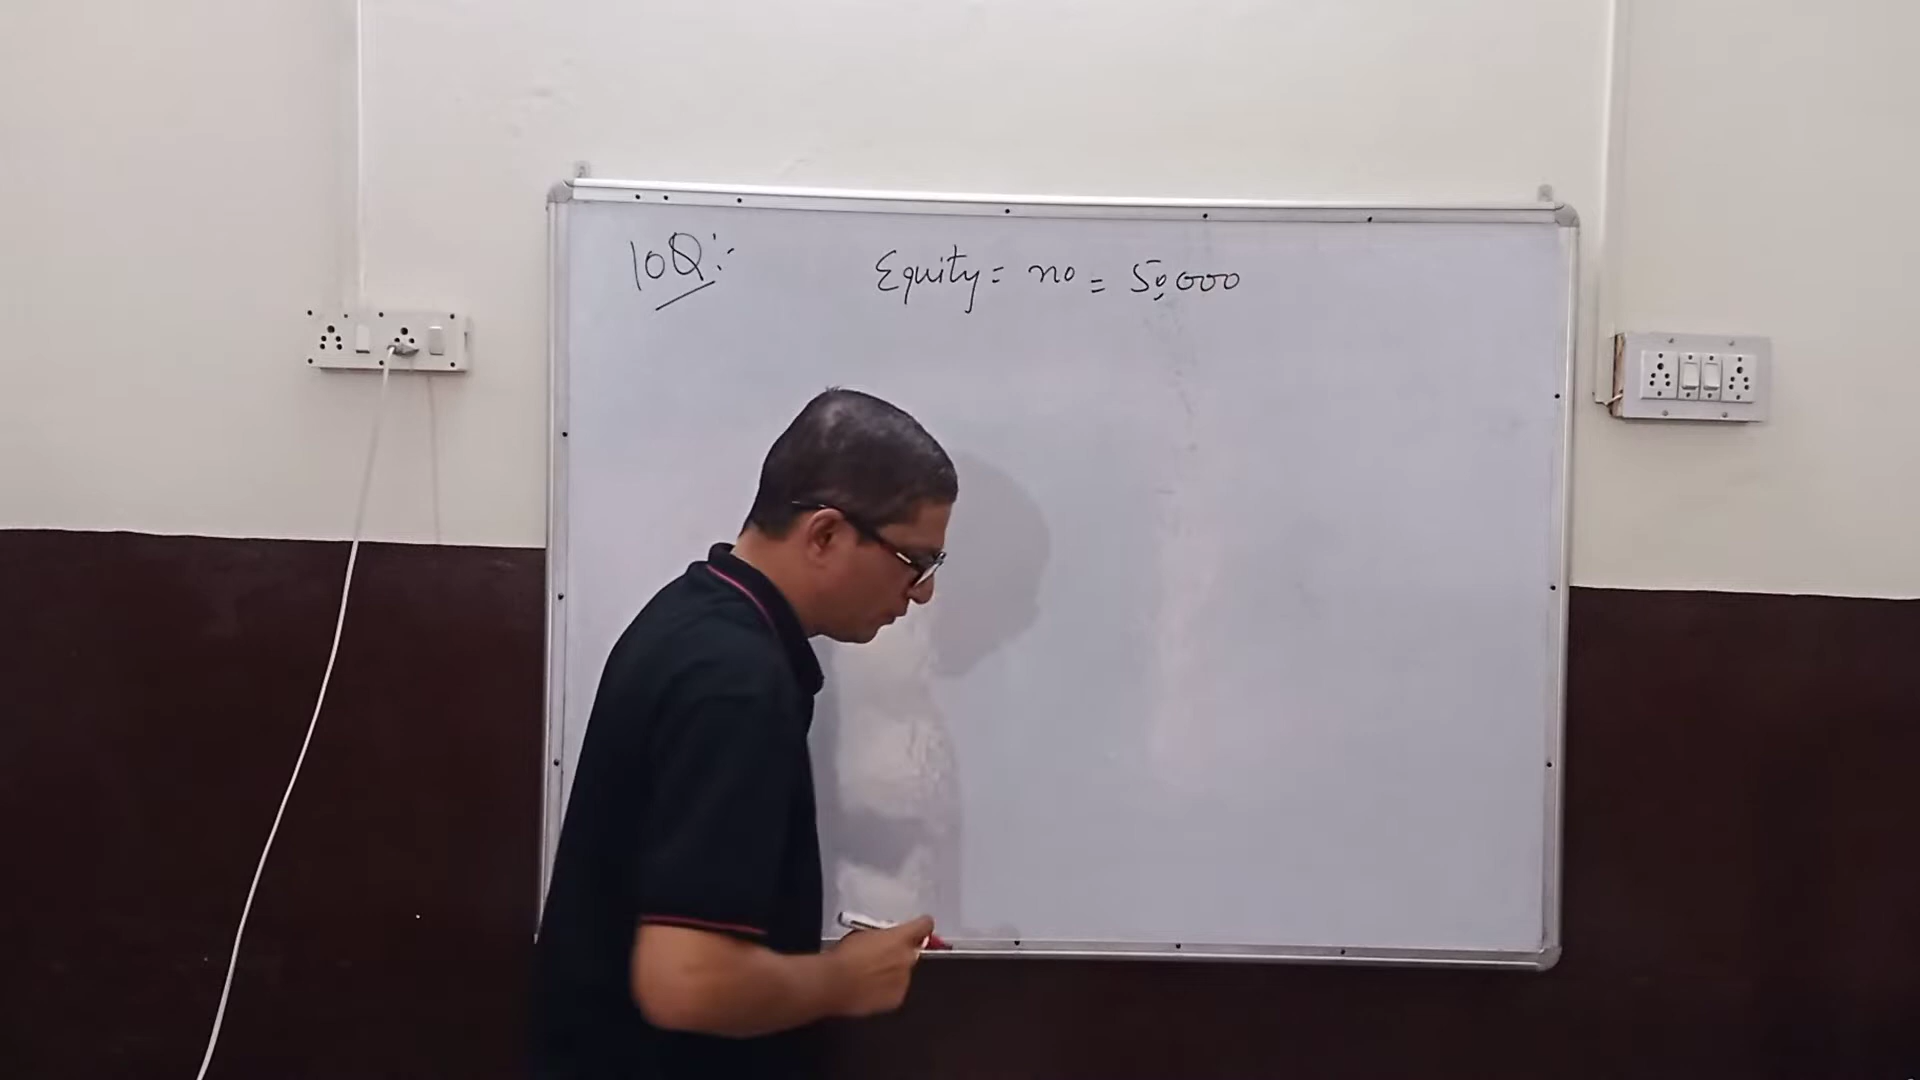 10Q:-
Equity = no = 50,000